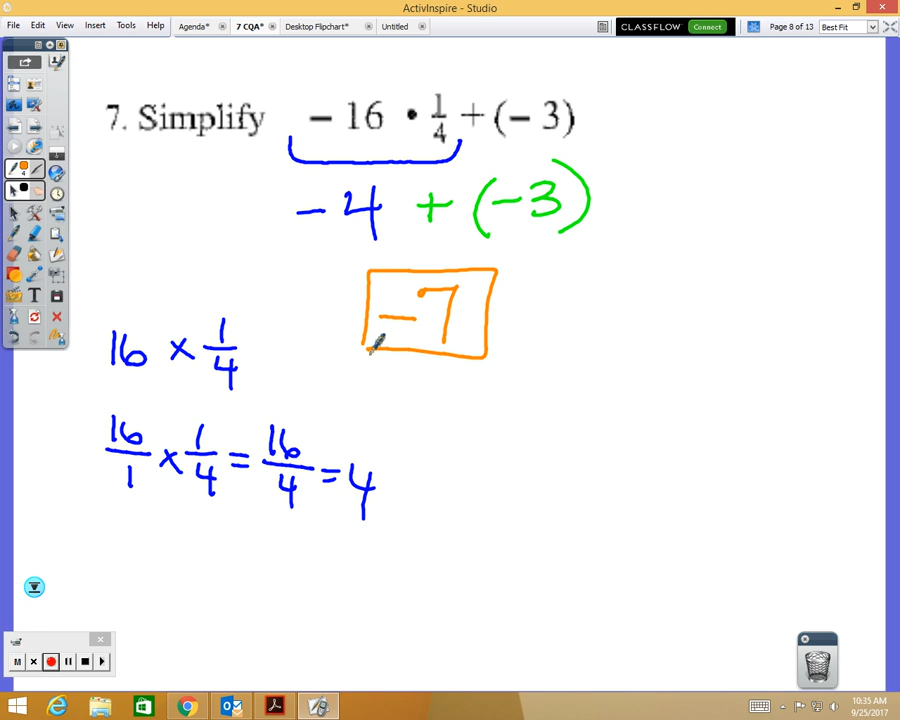 ActivInspire - Studio
File Edit View Insert Tools Help Agenda* 7 CQA* Desktop Flipchart* Untitled CLASSFLOW Connect Page 8 of 13 Best Fit
7. Simplify − 16 • 1/4 + (− 3)
− 4 + (−3)
−7
16 × 1/4
16/1 × 1/4 = 16/4 = 4
4
M
10:35 AM
9/25/2017